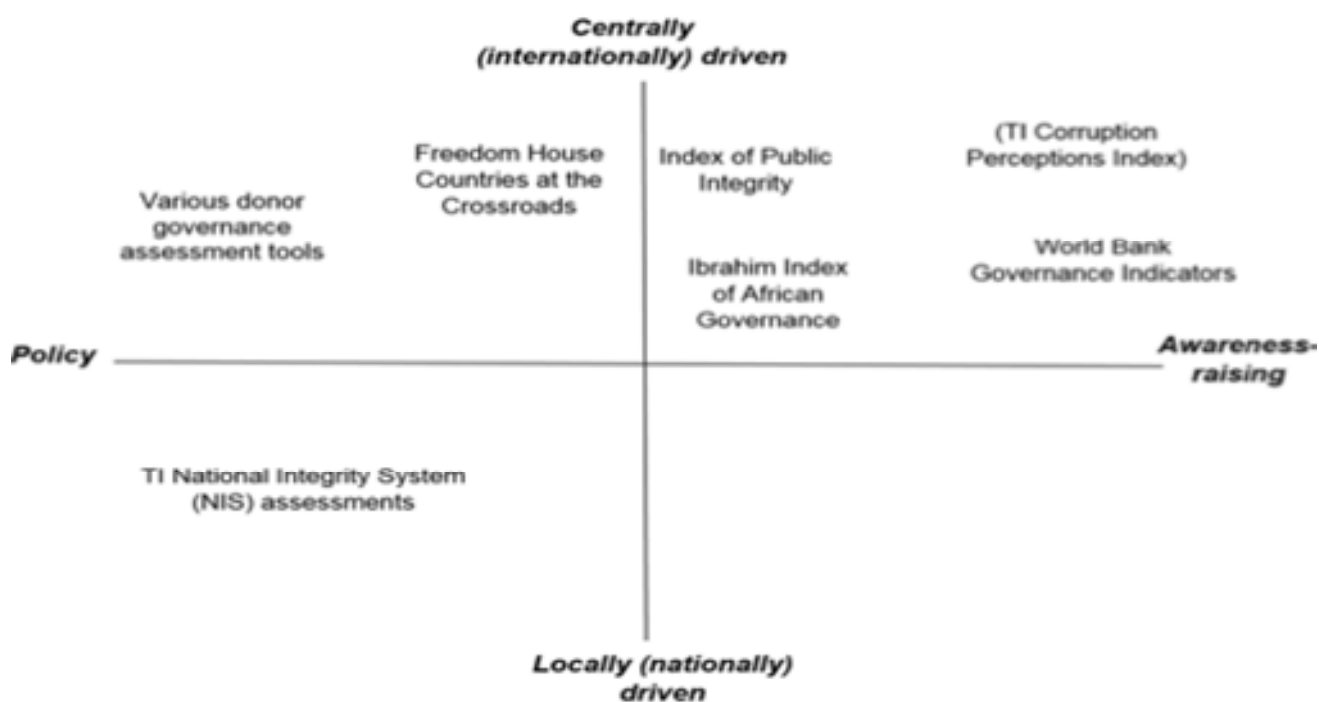 Centrally
(internationally) driven
Freedom House
Countries at the
Crossroads
Index of Public
Integrity
(TI Corruption
Perceptions Index)
Various donor
governance
assessment tools
Ibrahim Index
of African
Governance
World Bank
Governance Indicators
Policy
Awareness-
raising
TI National Integrity System
(NIS) assessments
Locally (nationally)
driven